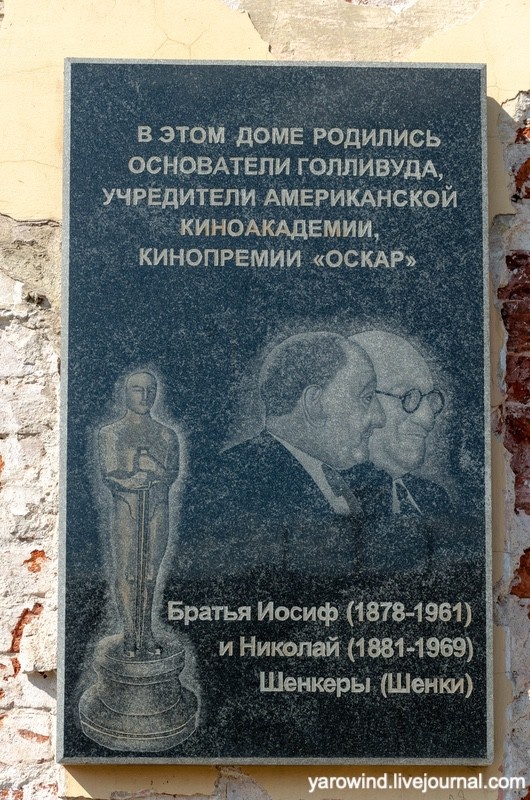 В ЭТОМ ДОМЕ РОДИЛИСЬ
ОСНОВАТЕЛИ ГОЛЛИВУДА,
УЧРЕДИТЕЛИ АМЕРИКАНСКОЙ
КИНОАКАДЕМИИ,
КИНОПРЕМИИ «ОСКАР»
Братья Иосиф (1878-1961)
и Николай (1881-1969)
Шенкеры (Шенки)
yarowind.livejournal.com